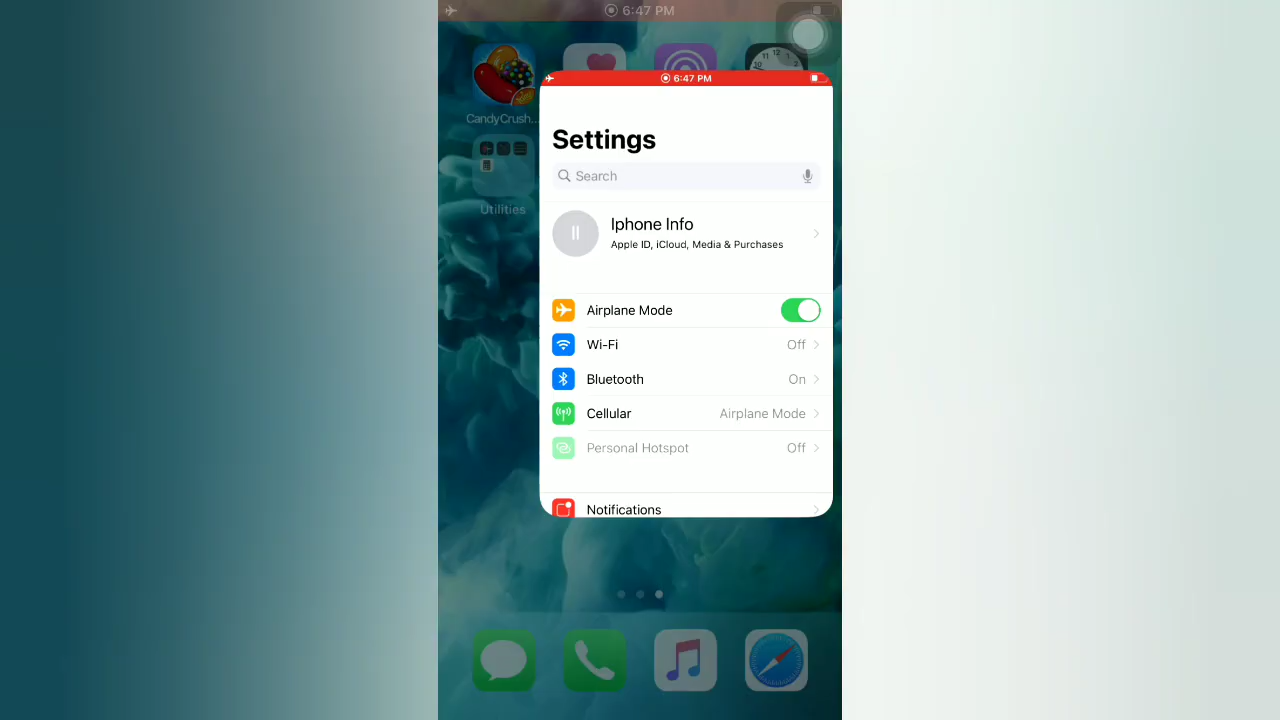 6:47 PM
CandyCrush...
Utilities
6:47 PM
Settings
Search
II
Iphone Info
Apple ID, iCloud, Media & Purchases
Airplane Mode
Wi-Fi Off
Bluetooth On
Cellular Airplane Mode
Personal Hotspot Off
Notifications